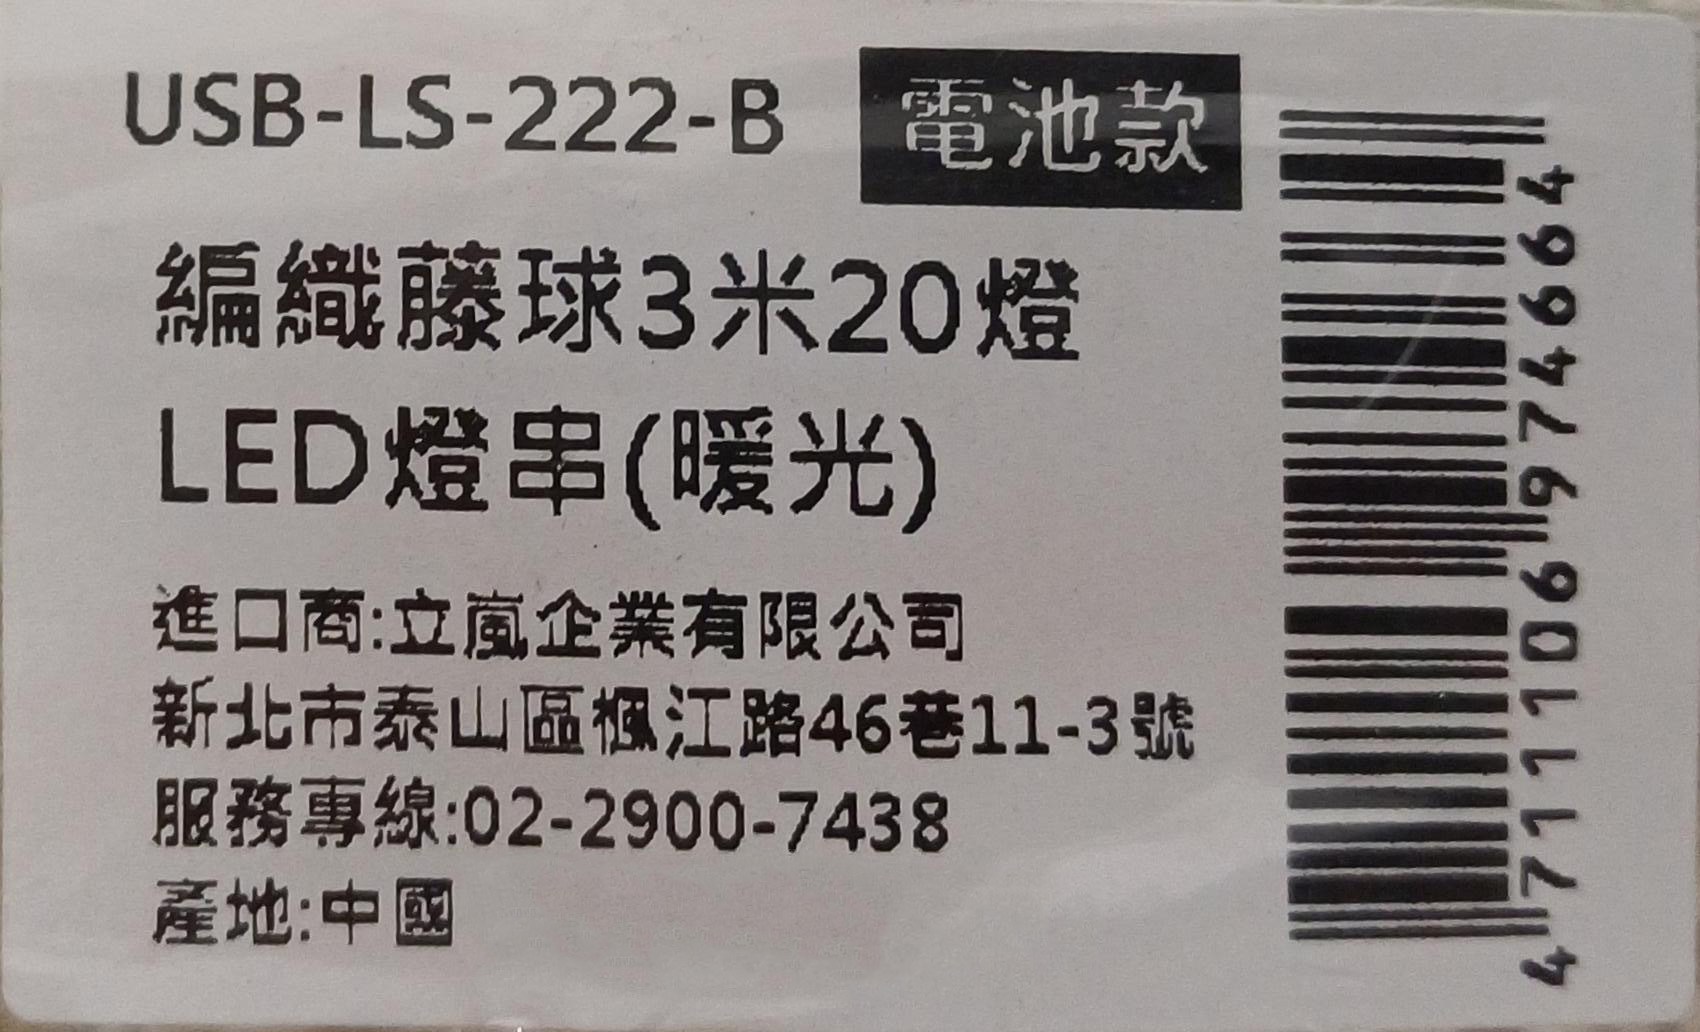 USB-LS-222-B 電池款
編織藤球3米20燈
LED燈串(暖光)
進口商:立嵐企業有限公司
新北市泰山區楓江路46巷11-3號
服務專線:02-2900-7438
產地:中國
4711106974664